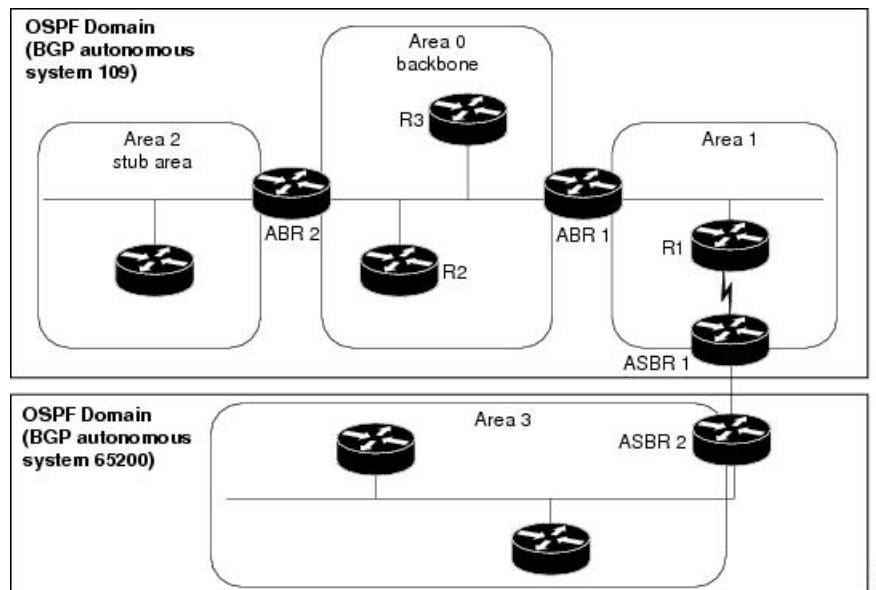 OSPF Domain
(BGP autonomous
system 109)
Area 0
backbone
R3
Area 2
stub area
Area 1
ABR 2
ABR 1
R1
R2
ASBR 1
OSPF Domain
(BGP autonomous
system 65200)
Area 3
ASBR 2